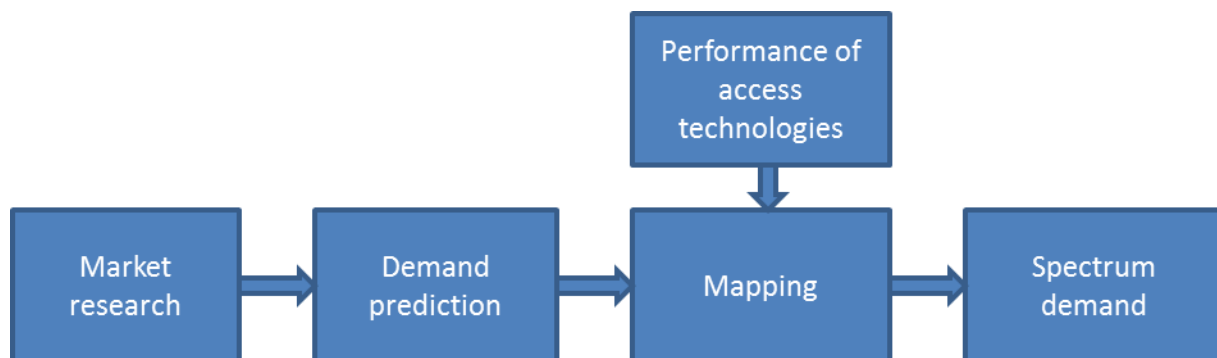 Performance of
access
technologies
Market
research
Demand
prediction
Mapping
Spectrum
demand